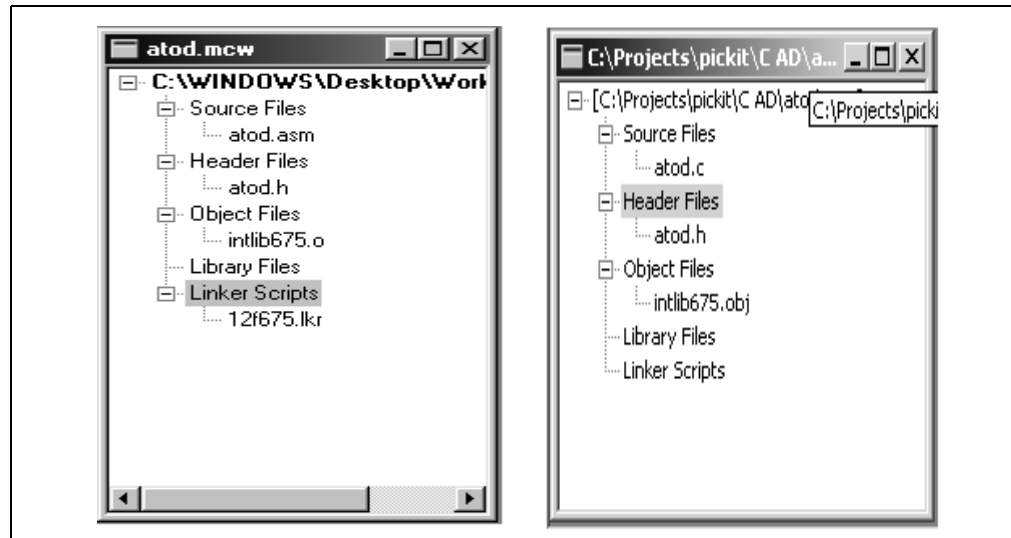 atod.mcw
C:\WINDOWS\Desktop\Work
Source Files
atod.asm
Header Files
atod.h
Object Files
intlib675.o
Library Files
Linker Scripts
12f675.lkr
C:\Projects\pickit\C AD\a...
[C:\Projects\pickit\C AD\ato
C:\Projects\picki
Source Files
atod.c
Header Files
atod.h
Object Files
intlib675.obj
Library Files
Linker Scripts